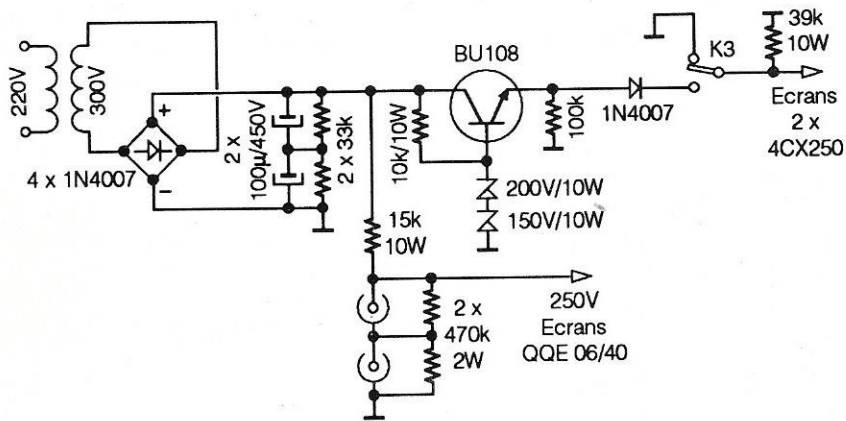 220V
300V
+
−
4 x 1N4007
2 x
100µ/450V
2 x 33k
10k/10W
BU108
200V/10W
150V/10W
100k
1N4007
K3
39k
10W
Ecrans
2 x
4CX250
15k
10W
2 x
470k
2W
250V
Ecrans
QQE 06/40